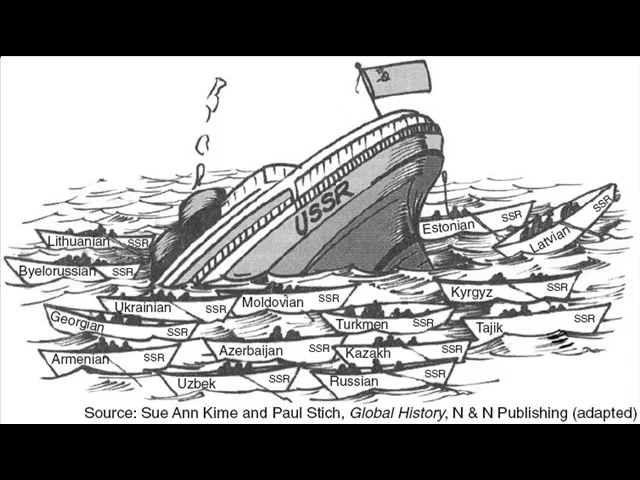 USSR
Lithuanian SSR
Estonian SSR
Latvian SSR
Byelorussian SSR
Ukrainian SSR
Moldovian SSR
Kyrgyz SSR
Georgian SSR
Turkmen SSR
Tajik SSR
Armenian SSR
Azerbaijan SSR
Kazakh SSR
Uzbek SSR
Russian SSR
Source: Sue Ann Kime and Paul Stich, Global History, N & N Publishing (adapted)